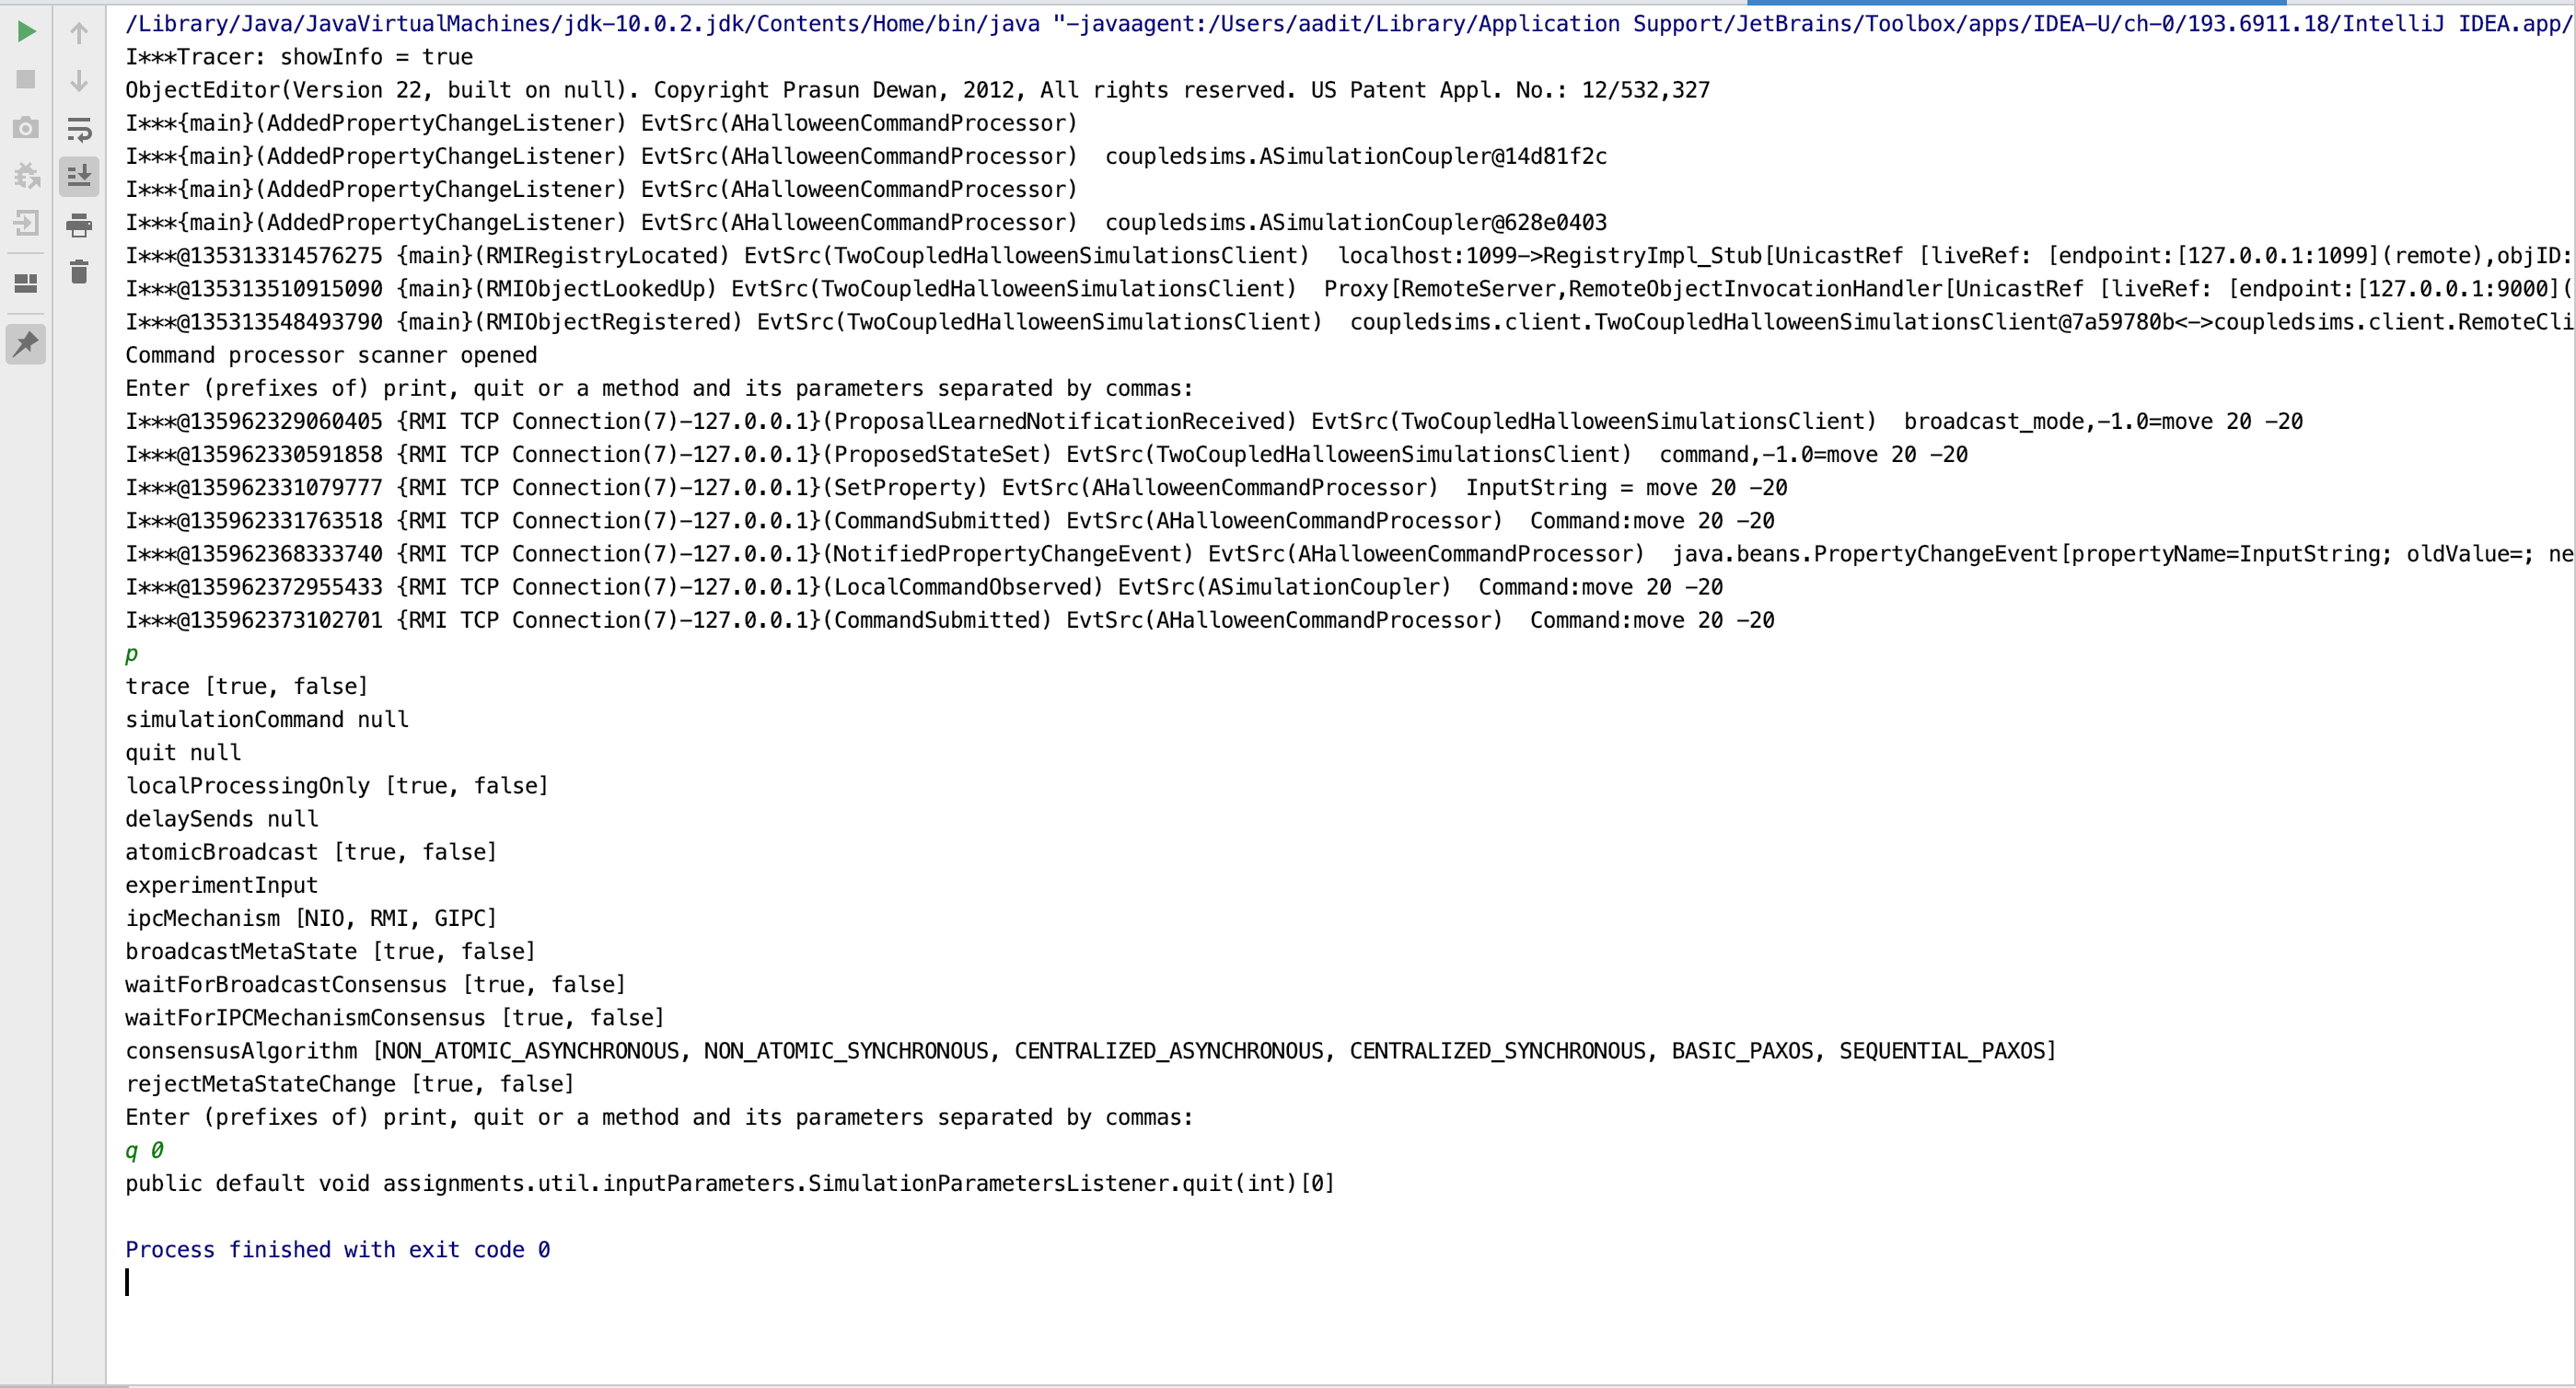 /Library/Java/JavaVirtualMachines/jdk-10.0.2.jdk/Contents/Home/bin/java "-javaagent:/Users/aadit/Library/Application Support/JetBrains/Toolbox/apps/IDEA-U/ch-0/193.6911.18/IntelliJ IDEA.app/
I***Tracer: showInfo = true
ObjectEditor(Version 22, built on null). Copyright Prasun Dewan, 2012, All rights reserved. US Patent Appl. No.: 12/532,327
I***{main}(AddedPropertyChangeListener) EvtSrc(AHalloweenCommandProcessor)
I***{main}(AddedPropertyChangeListener) EvtSrc(AHalloweenCommandProcessor)  coupledsims.ASimulationCoupler@14d81f2c
I***{main}(AddedPropertyChangeListener) EvtSrc(AHalloweenCommandProcessor)
I***{main}(AddedPropertyChangeListener) EvtSrc(AHalloweenCommandProcessor)  coupledsims.ASimulationCoupler@628e0403
I***@135313314576275 {main}(RMIRegistryLocated) EvtSrc(TwoCoupledHalloweenSimulationsClient)  localhost:1099->RegistryImpl_Stub[UnicastRef [liveRef: [endpoint:[127.0.0.1:1099](remote),objID:
I***@135313510915090 {main}(RMIObjectLookedUp) EvtSrc(TwoCoupledHalloweenSimulationsClient)  Proxy[RemoteServer,RemoteObjectInvocationHandler[UnicastRef [liveRef: [endpoint:[127.0.0.1:9000](
I***@135313548493790 {main}(RMIObjectRegistered) EvtSrc(TwoCoupledHalloweenSimulationsClient)  coupledsims.client.TwoCoupledHalloweenSimulationsClient@7a59780b<->coupledsims.client.RemoteCli
Command processor scanner opened
Enter (prefixes of) print, quit or a method and its parameters separated by commas:
I***@135962329060405 {RMI TCP Connection(7)-127.0.0.1}(ProposalLearnedNotificationReceived) EvtSrc(TwoCoupledHalloweenSimulationsClient)  broadcast_mode,-1.0=move 20 -20
I***@135962330591858 {RMI TCP Connection(7)-127.0.0.1}(ProposedStateSet) EvtSrc(TwoCoupledHalloweenSimulationsClient)  command,-1.0=move 20 -20
I***@135962331079777 {RMI TCP Connection(7)-127.0.0.1}(SetProperty) EvtSrc(AHalloweenCommandProcessor)  InputString = move 20 -20
I***@135962331763518 {RMI TCP Connection(7)-127.0.0.1}(CommandSubmitted) EvtSrc(AHalloweenCommandProcessor)  Command:move 20 -20
I***@135962368333740 {RMI TCP Connection(7)-127.0.0.1}(NotifiedPropertyChangeEvent) EvtSrc(AHalloweenCommandProcessor)  java.beans.PropertyChangeEvent[propertyName=InputString; oldValue=; ne
I***@135962372955433 {RMI TCP Connection(7)-127.0.0.1}(LocalCommandObserved) EvtSrc(ASimulationCoupler)  Command:move 20 -20
I***@135962373102701 {RMI TCP Connection(7)-127.0.0.1}(CommandSubmitted) EvtSrc(AHalloweenCommandProcessor)  Command:move 20 -20
p
trace [true, false]
simulationCommand null
quit null
localProcessingOnly [true, false]
delaySends null
atomicBroadcast [true, false]
experimentInput
ipcMechanism [NIO, RMI, GIPC]
broadcastMetaState [true, false]
waitForBroadcastConsensus [true, false]
waitForIPCMechanismConsensus [true, false]
consensusAlgorithm [NON_ATOMIC_ASYNCHRONOUS, NON_ATOMIC_SYNCHRONOUS, CENTRALIZED_ASYNCHRONOUS, CENTRALIZED_SYNCHRONOUS, BASIC_PAXOS, SEQUENTIAL_PAXOS]
rejectMetaStateChange [true, false]
Enter (prefixes of) print, quit or a method and its parameters separated by commas:
q 0
public default void assignments.util.inputParameters.SimulationParametersListener.quit(int)[0]
Process finished with exit code 0